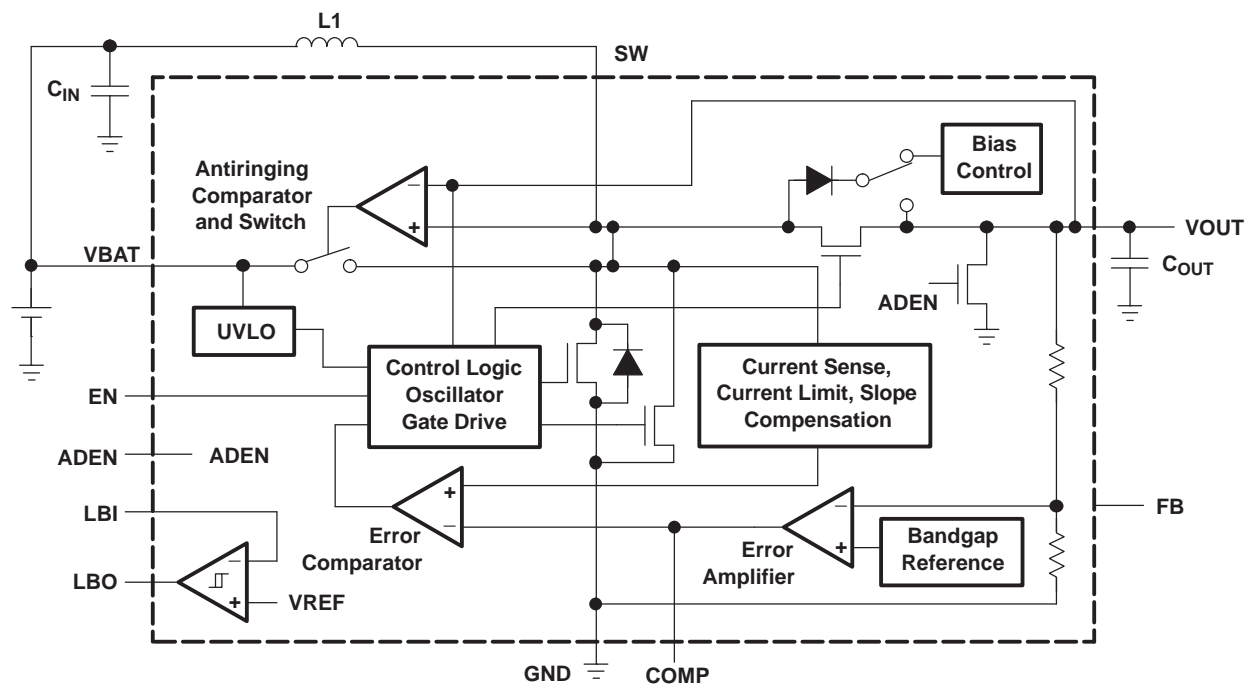 L1
SW
CIN
Antiringing
Comparator
and Switch
Bias
Control
−
+
VBAT
VOUT
COUT
ADEN
UVLO
Control Logic
Oscillator
Gate Drive
Current Sense,
Current Limit, Slope
Compensation
EN
ADEN
ADEN
LBI
LBO
−
+
VREF
+
−
Error
Comparator
−
+
Error
Amplifier
Bandgap
Reference
FB
GND
COMP